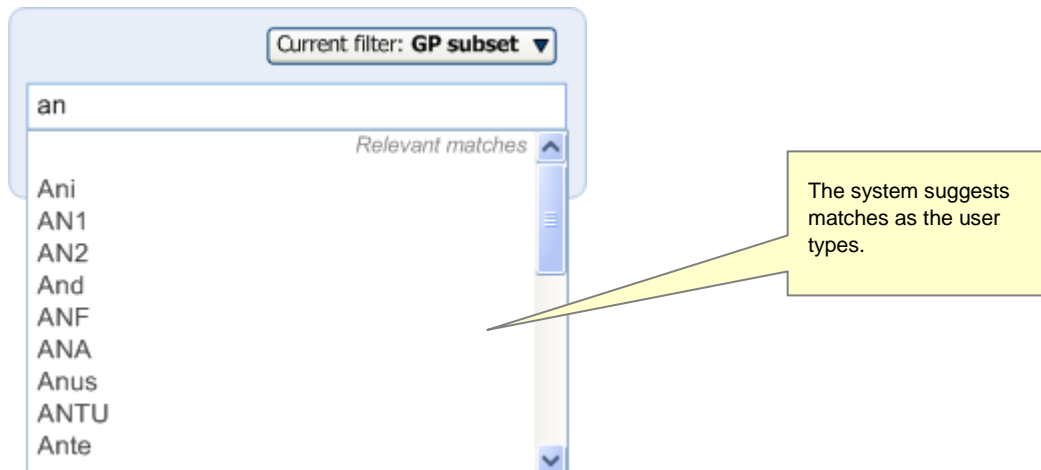 Current filter: GP subset
an
Relevant matches
Ani
AN1
AN2
And
ANF
ANA
Anus
ANTU
Ante
The system suggests
matches as the user
types.